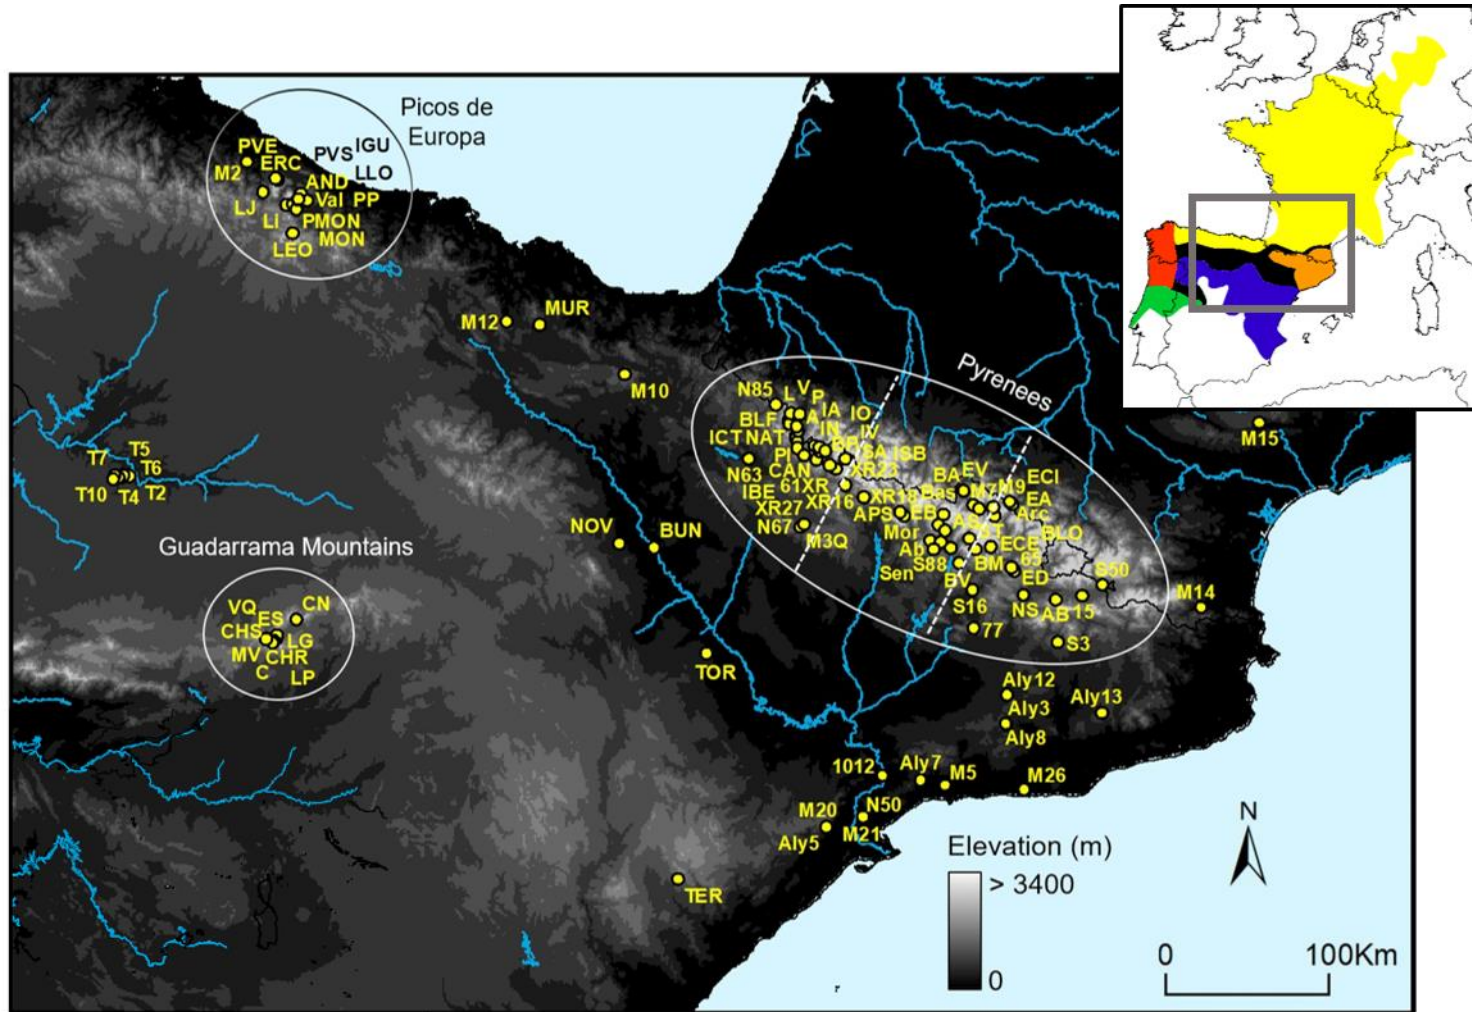 Picos de
Europa
PVE
ERC
PVS
IGU
LLO
M2
AND
LJ
Li
Val
PP
PMON
MON
LEO
M12
MUR
M10
Pyrenees
N85
L
V
P
BLF
A
IA
IO
ICT
NAT
IN
IV
PI
SA
ISB
N63
CAN
XR23
IBE
61XR
XR27
XR16
XR18
N67
M3Q
APS
BA
EV
Bas
M7
M9
ECI
EA
Arc
EB
AS
Mor
BLO
Ab
ECE
S88
BM
65
Sen
BV
ED
S50
S16
NS
AB
15
M14
77
S3
M15
T5
T7
T6
T10
T4
T2
NOV
BUN
Guadarrama Mountains
VQ
ES
CN
CHS
LG
MV
CHR
C
LP
TOR
Aly12
Aly13
Aly3
Aly8
1012
Aly7
M5
M26
M20
N50
Aly5
M21
TER
Elevation (m)
> 3400
0
N
0
100Km